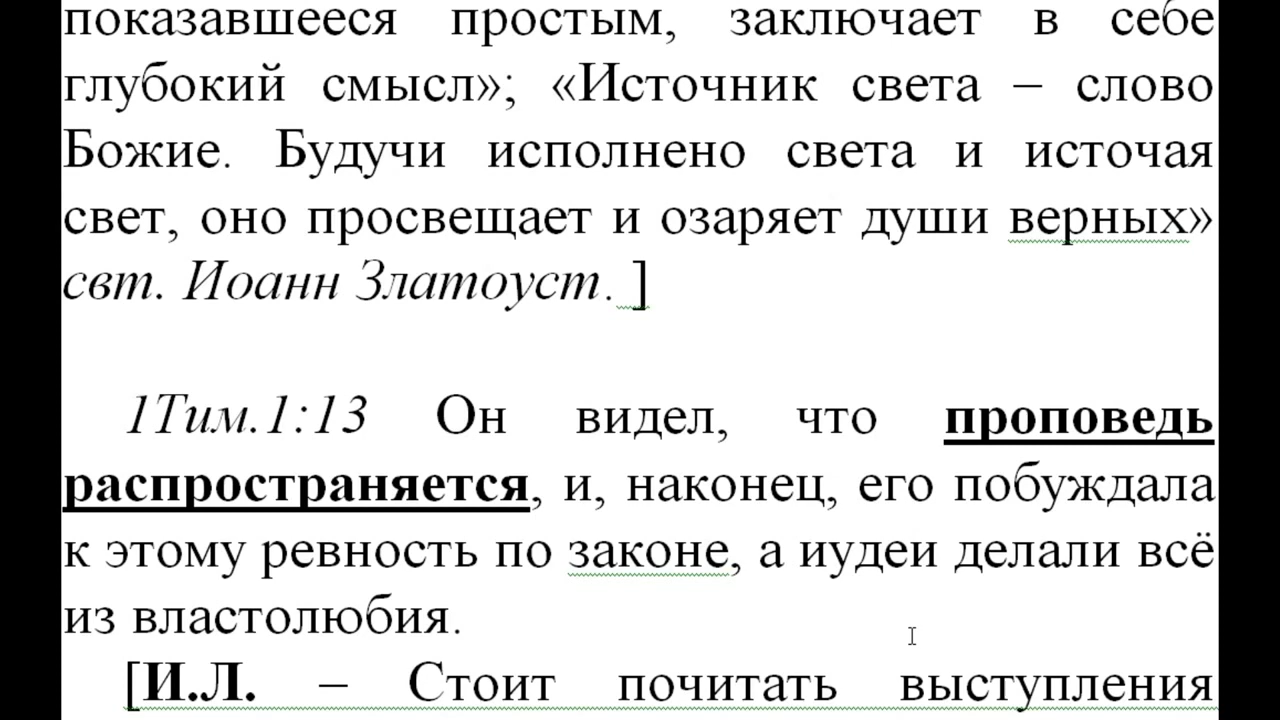 показавшееся простым, заключает в себе
глубокий смысл»; «Источник света – слово
Божие. Будучи исполнено света и источая
свет, оно просвещает и озаряет души верных»
свт. Иоанн Златоуст. ]
1Тим.1:13 Он видел, что проповедь
распространяется, и, наконец, его побуждала
к этому ревность по законе, а иудеи делали всё
из властолюбия.
[И.Л. – Стоит почитать выступления